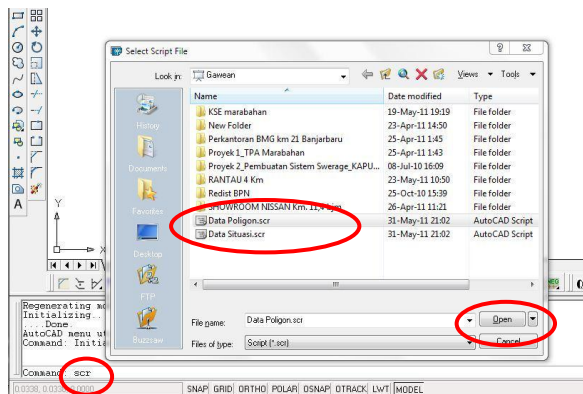 Select Script File
Look in: Gawean Views Tools
Name Date modified Type
KSE marabahan 19-May-11 19:19 File folder
New Folder 23-Apr-11 14:50 File folder
Perkantoran BMG km 21 Banjarbaru 25-Apr-11 1:45 File folder
Proyek 1_TPA Marabahan 25-Apr-11 1:43 File folder
Proyek 2_Pembuatan Sistem Swerage_KAPU... 08-Jul-10 16:09 File folder
RANTAU 4 Km 23-May-11 10:50 File folder
Redist BPN 25-Oct-10 15:39 File folder
SHOWROOM NISSAN Km. 11,4 Bjm 26-Apr-11 11:21 File folder
Data Poligon.scr 31-May-11 21:02 AutoCAD Script
Data Situasi.scr 31-May-11 21:02 AutoCAD Script
History
Documents
Favorites
Desktop
FTP
Buzzsaw
File name: Data Poligon.scr Open
Files of type: Script (*.scr) Cancel
A
Y
X
Regenerating mo
Initializing..
....Done.
AutoCAD menu ut
Command: Initia
Command: scr
0.0338, 0.0000 SNAP GRID ORTHO POLAR OSNAP OTRACK LWT MODEL